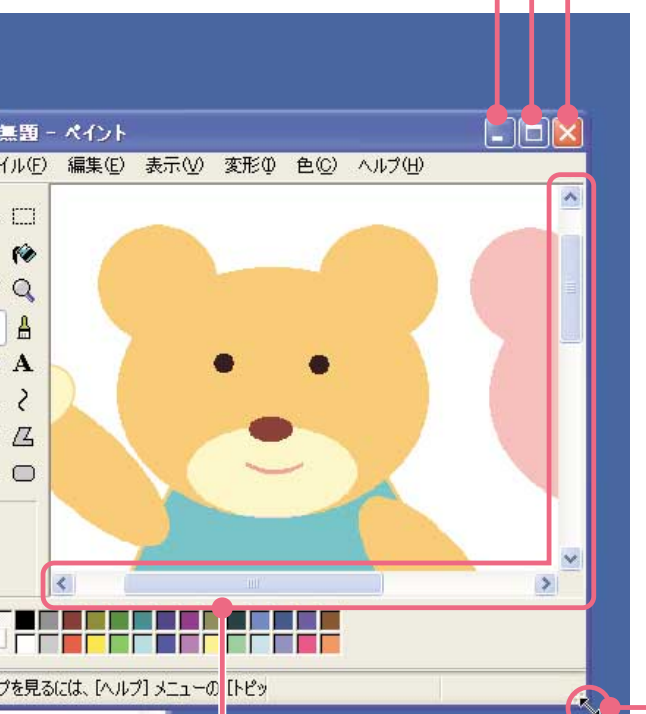 無題 - ペイント
イル(F) 編集(E) 表示(V) 変形(I) 色(C) ヘルプ(H)
A
プを見るには、[ヘルプ] メニューの [トピッ